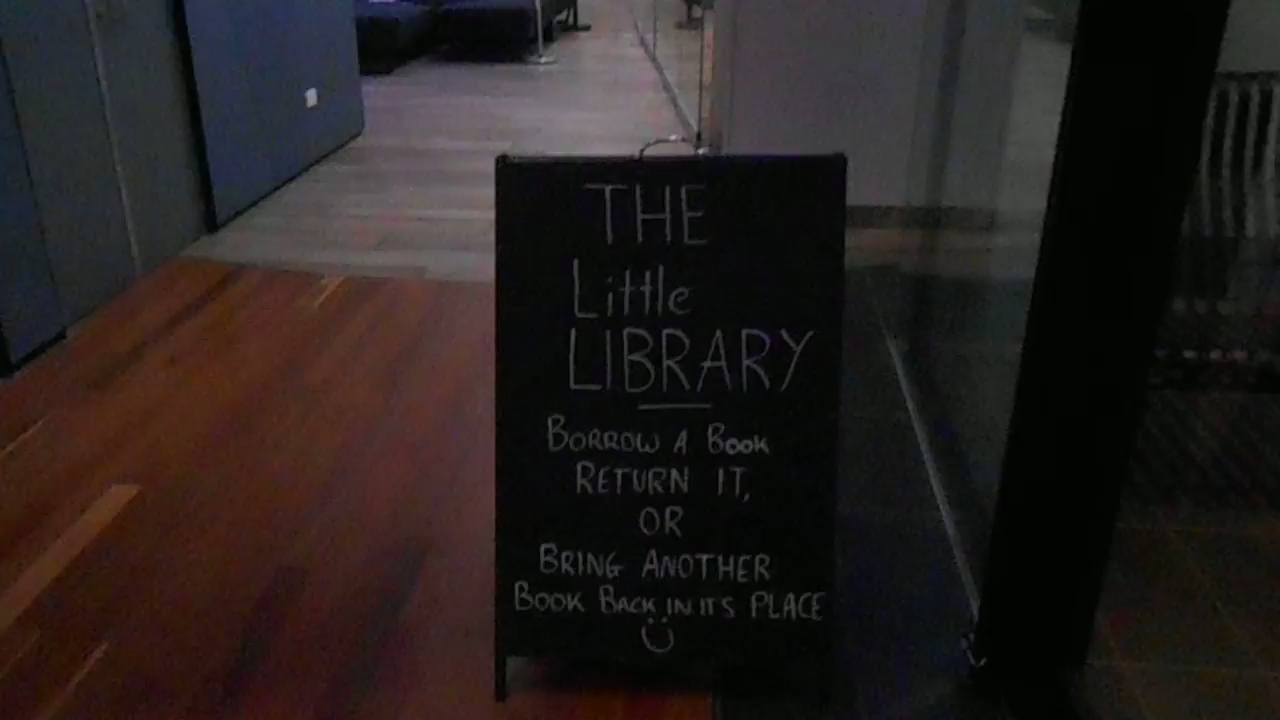 THE
Little
LIBRARY
BORROW A BOOK
RETURN IT,
OR
BRING ANOTHER
BOOK BACK IN ITS PLACE